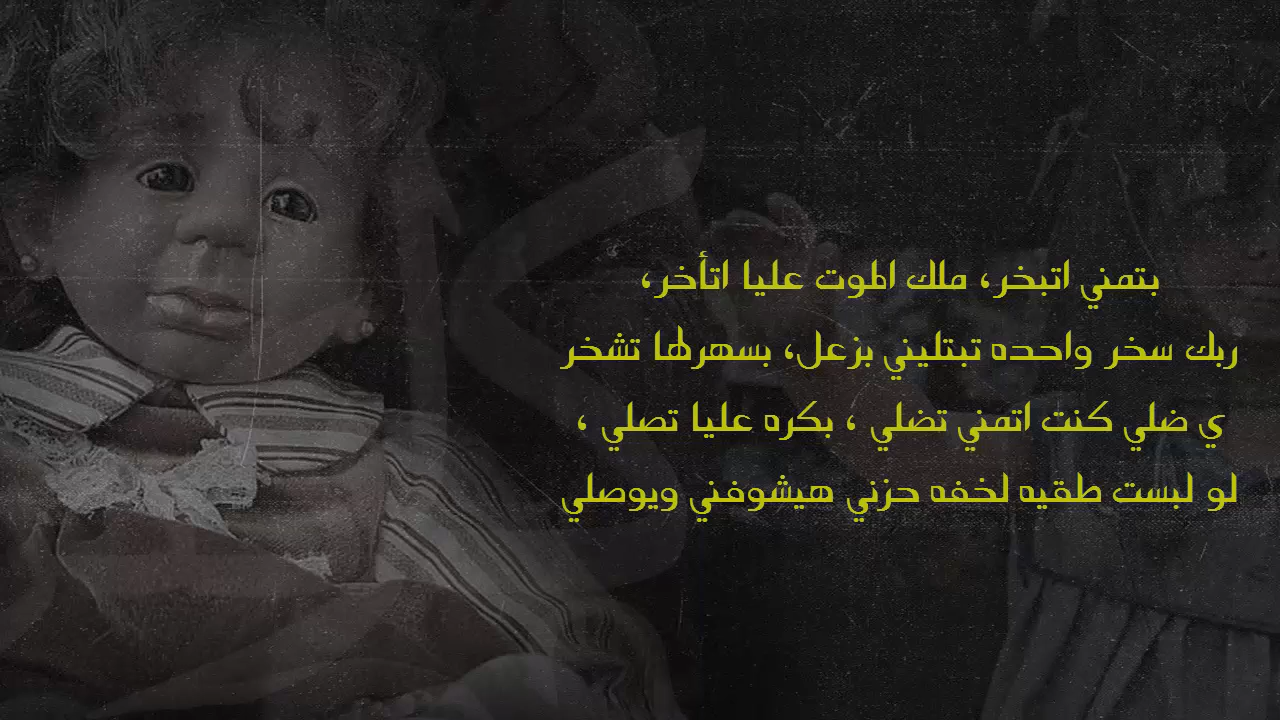 بتمني اتبخر، ملك الموت عليا اتأخر،
ربك سخر واحده تبتليني بزعل، بسهرلها تشخر
ي ضلي كنت اتمني تضلي ، بكره عليا تصلي ،
لو لبست طقيه لخفه حزني هيشوفني ويوصلي